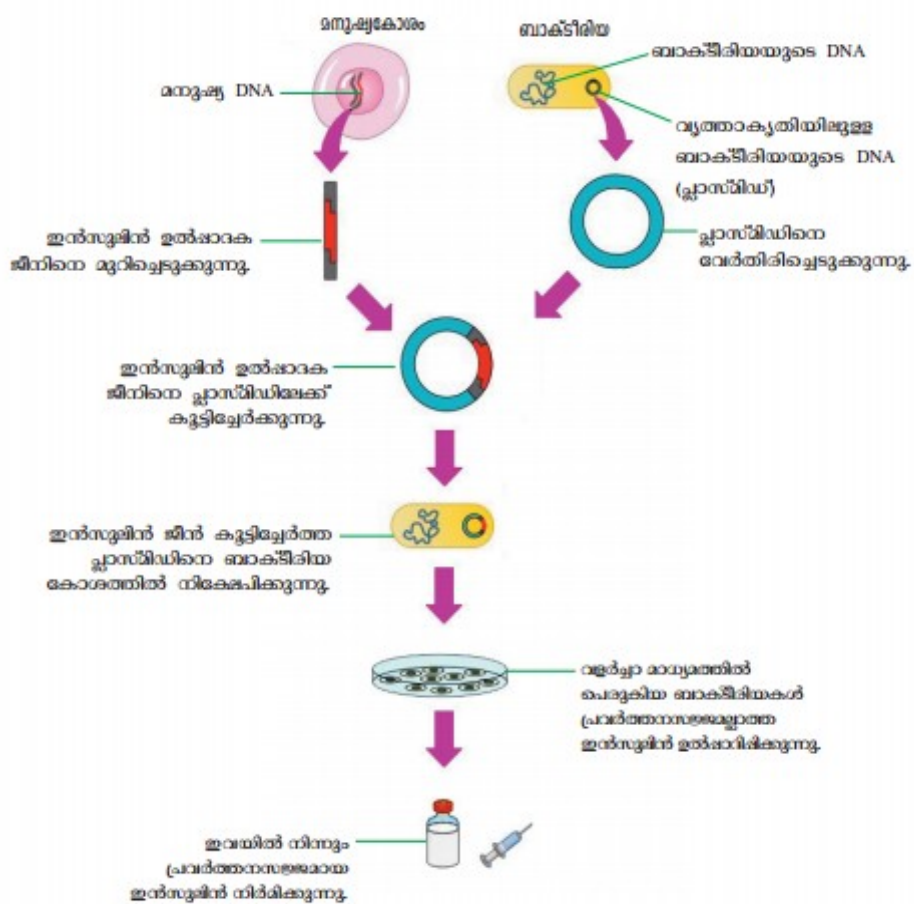 മനുഷ്യകോശം
ബാക്ടീരിയ
ബാക്ടീരിയയുടെ DNA
മനുഷ്യ DNA
വൃത്താകൃതിയിലുള്ള
ബാക്ടീരിയയുടെ DNA
(പ്ലാസ്മിഡ്)
ഇൻസുലിൻ ഉൽപ്പാദക
ജീനിനെ മുറിച്ചെടുക്കുന്നു.
പ്ലാസ്മിഡിനെ
വേർതിരിച്ചെടുക്കുന്നു.
ഇൻസുലിൻ ഉൽപ്പാദക
ജീനിനെ പ്ലാസ്മിഡിലേക്ക്
കൂട്ടിച്ചേർക്കുന്നു.
ഇൻസുലിൻ ജീൻ കൂട്ടിച്ചേർത്ത
പ്ലാസ്മിഡിനെ ബാക്ടീരിയ
കോശത്തിൽ നിക്ഷേപിക്കുന്നു.
വളർച്ചാ മാധ്യമത്തിൽ
പെരുകിയ ബാക്ടീരിയകൾ
പ്രവർത്തനസജ്ജമല്ലാത്ത
ഇൻസുലിൻ ഉൽപ്പാദിപ്പിക്കുന്നു.
ഇവയിൽ നിന്നും
പ്രവർത്തനസജ്ജമായ
ഇൻസുലിൻ നിർമിക്കുന്നു.